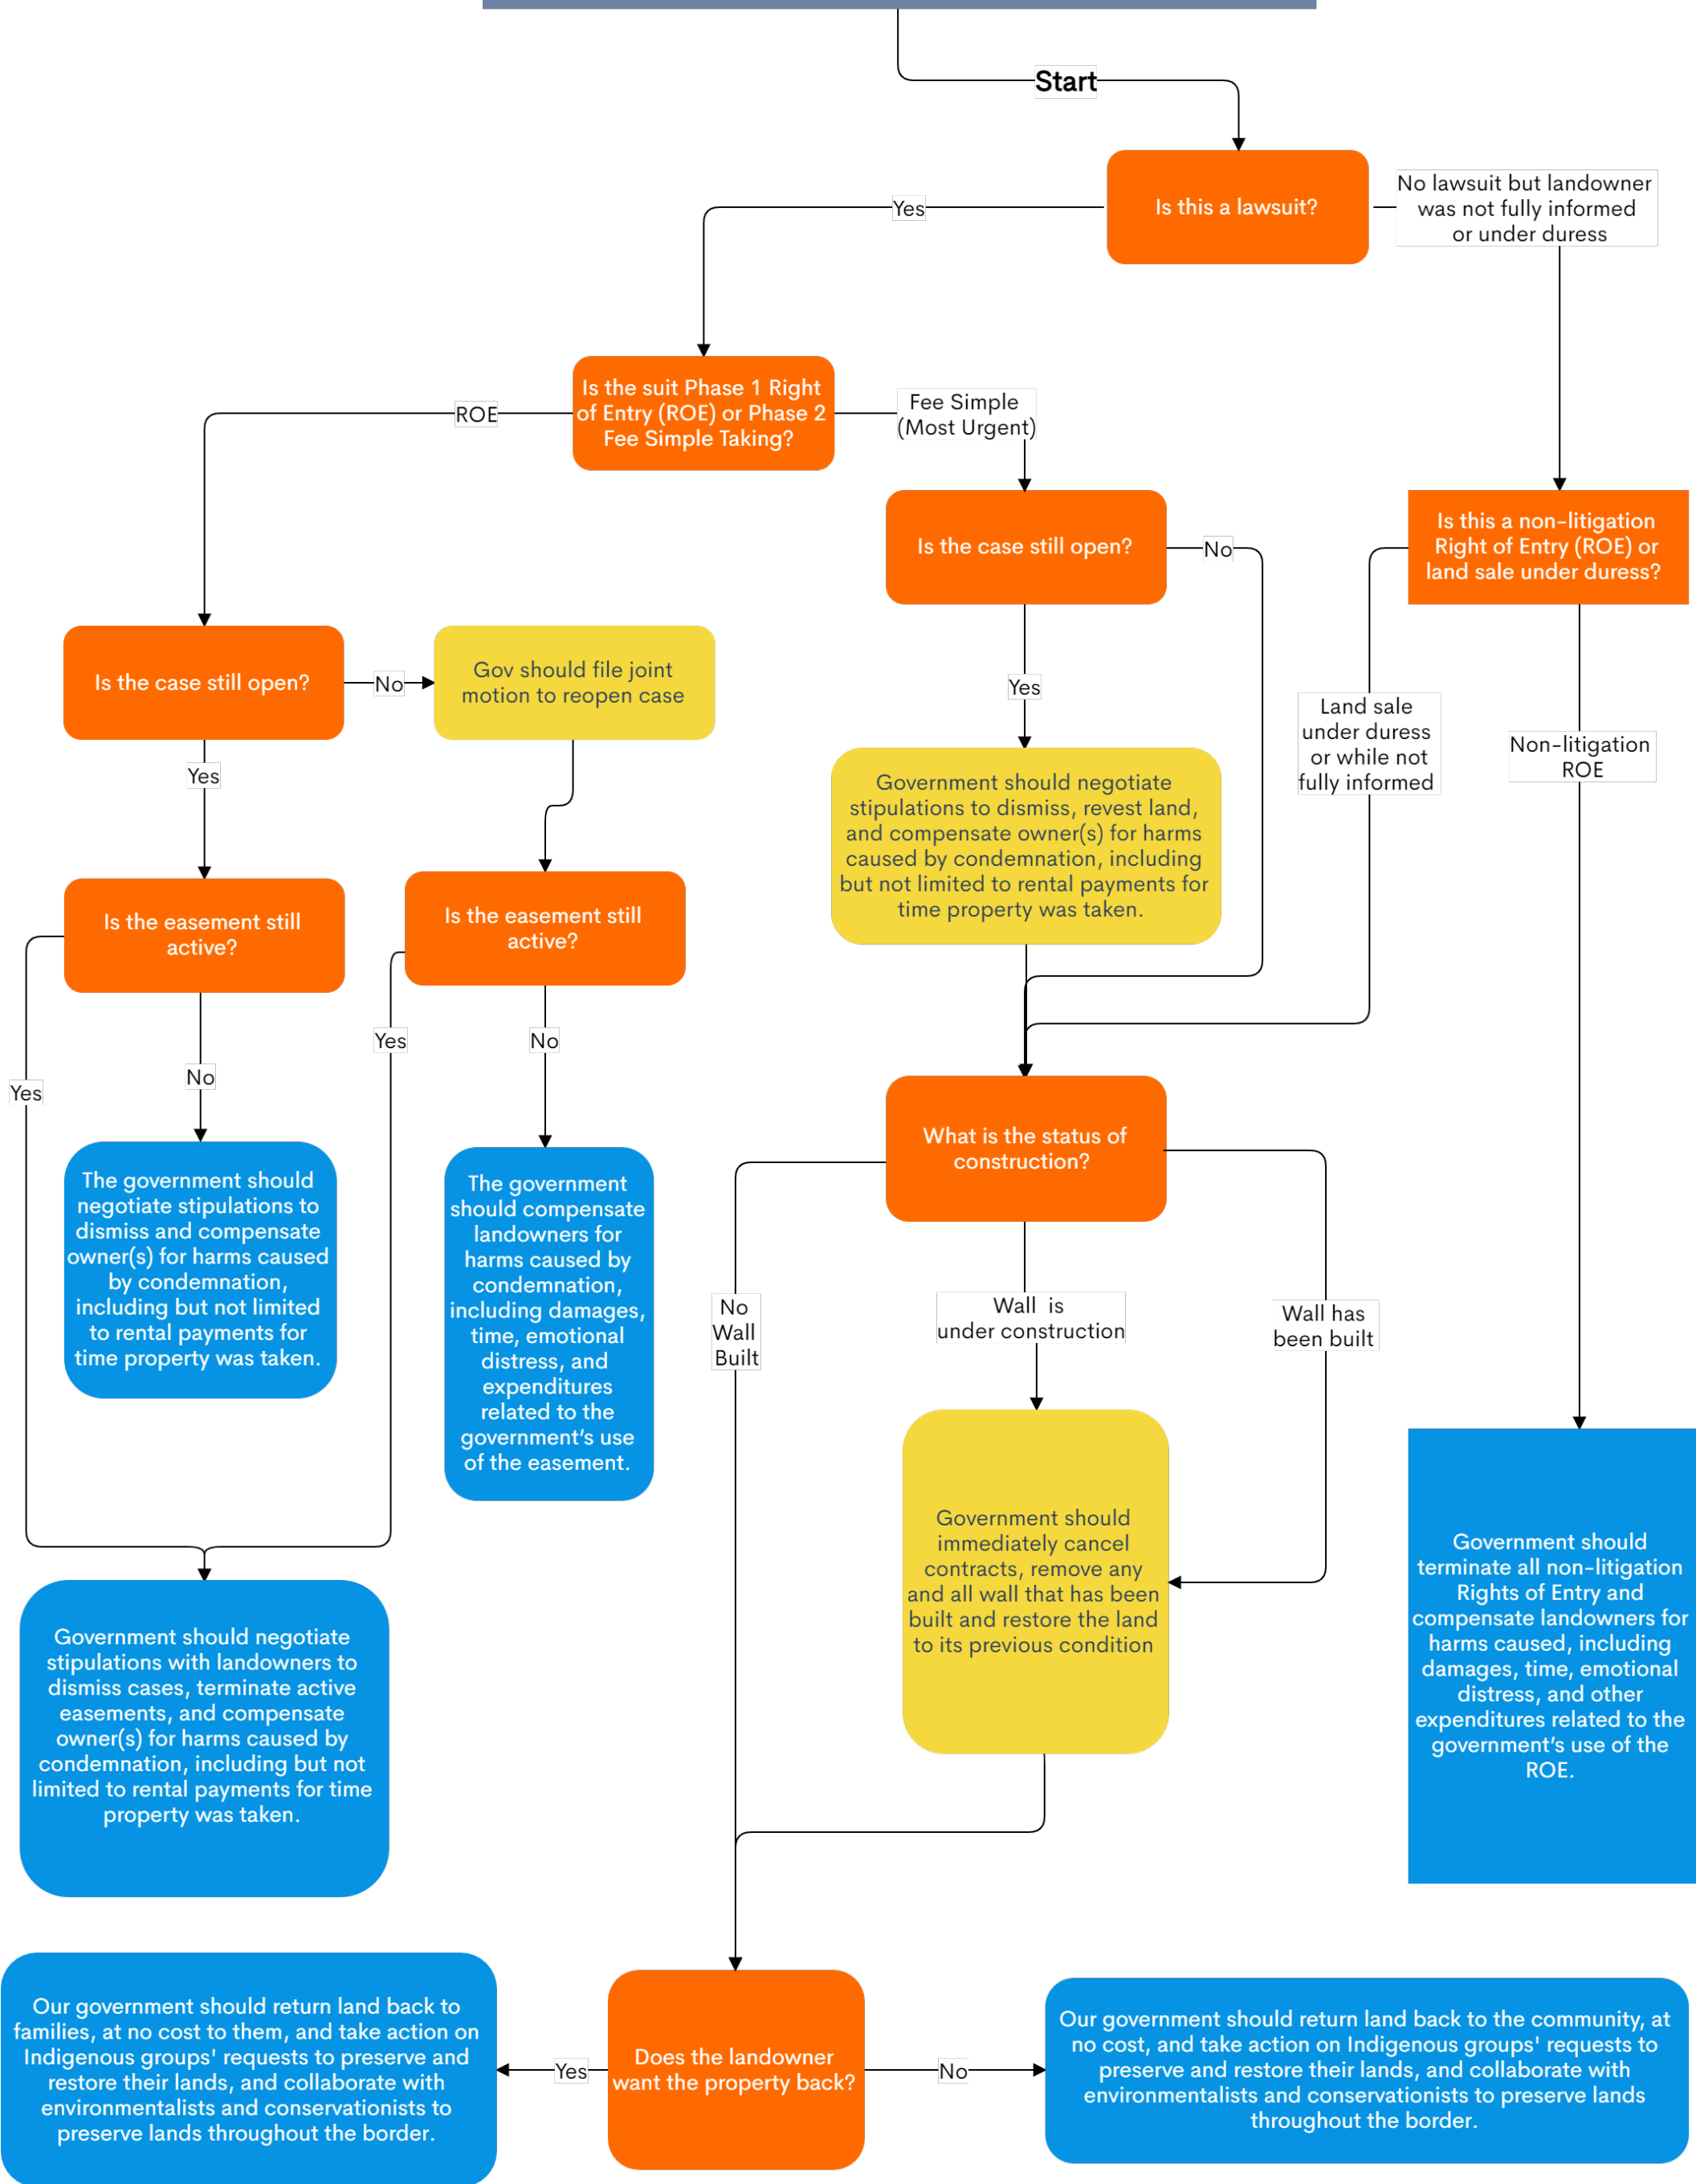 Start
Is this a lawsuit?
Yes
No lawsuit but landowner
was not fully informed
or under duress
Is the suit Phase 1 Right
of Entry (ROE) or Phase 2
Fee Simple Taking?
ROE
Fee Simple
(Most Urgent)
Is the case still open?
No
Is this a non-litigation
Right of Entry (ROE) or
land sale under duress?
Is the case still open?
No
Gov should file joint
motion to reopen case
Yes
Yes
Land sale
under duress
or while not
fully informed
Non-litigation
ROE
Government should negotiate
stipulations to dismiss, revest land,
and compensate owner(s) for harms
caused by condemnation, including
but not limited to rental payments for
time property was taken.
Is the easement still
active?
Is the easement still
active?
Yes
No
Yes
No
What is the status of
construction?
The government should
negotiate stipulations to
dismiss and compensate
owner(s) for harms caused
by condemnation,
including but not limited
to rental payments for
time property was taken.
The government
should compensate
landowners for
harms caused by
condemnation,
including damages,
time, emotional
distress, and
expenditures
related to the
government's use
of the easement.
No
Wall
Built
Wall is
under construction
Wall has
been built
Government should
immediately cancel
contracts, remove any
and all wall that has been
built and restore the land
to its previous condition
Government should
terminate all non-litigation
Rights of Entry and
compensate landowners for
harms caused, including
damages, time, emotional
distress, and other
expenditures related to the
government's use of the
ROE.
Government should negotiate
stipulations with landowners to
dismiss cases, terminate active
easements, and compensate
owner(s) for harms caused by
condemnation, including but not
limited to rental payments for time
property was taken.
Our government should return land back to
families, at no cost to them, and take action on
Indigenous groups' requests to preserve and
restore their lands, and collaborate with
environmentalists and conservationists to
preserve lands throughout the border.
Yes
Does the landowner
want the property back?
No
Our government should return land back to the community, at
no cost, and take action on Indigenous groups' requests to
preserve and restore their lands, and collaborate with
environmentalists and conservationists to preserve lands
throughout the border.